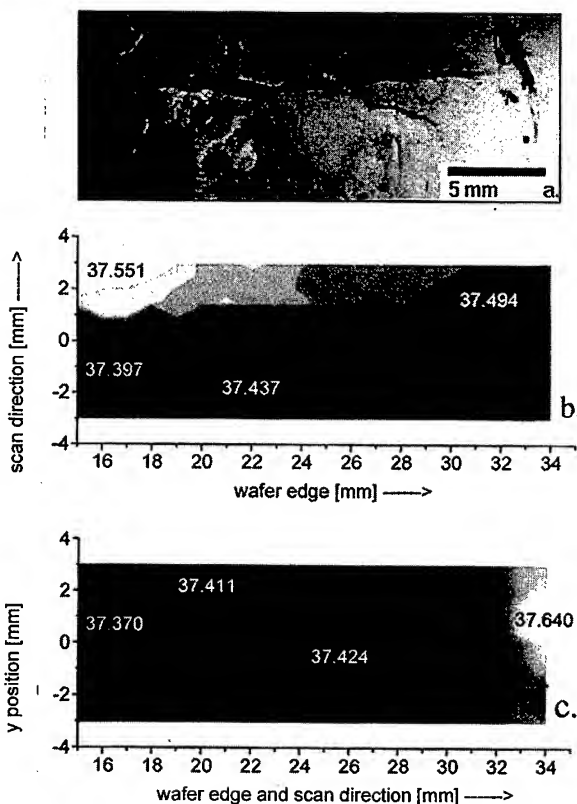 5 mm a.
4
37.551
2
37.494
0
37.397
-2
37.437
-4
b
scan direction [mm] ——>
16 18 20 22 24 26 28 30 32 34
wafer edge [mm] ——>
4
2
37.411
37.370
37.640
0
37.424
-2
-4
c.
y position [mm] ——>
16 18 20 22 24 26 28 30 32 34
wafer edge and scan direction [mm] ——>